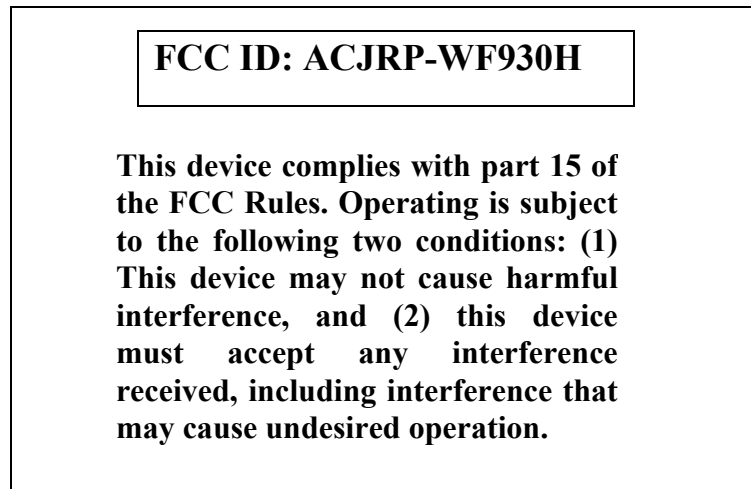 FCC ID: ACJRP-WF930H
This device complies with part 15 of
the FCC Rules. Operating is subject
to the following two conditions: (1)
This device may not cause harmful
interference, and (2) this device
must accept any interference
received, including interference that
may cause undesired operation.